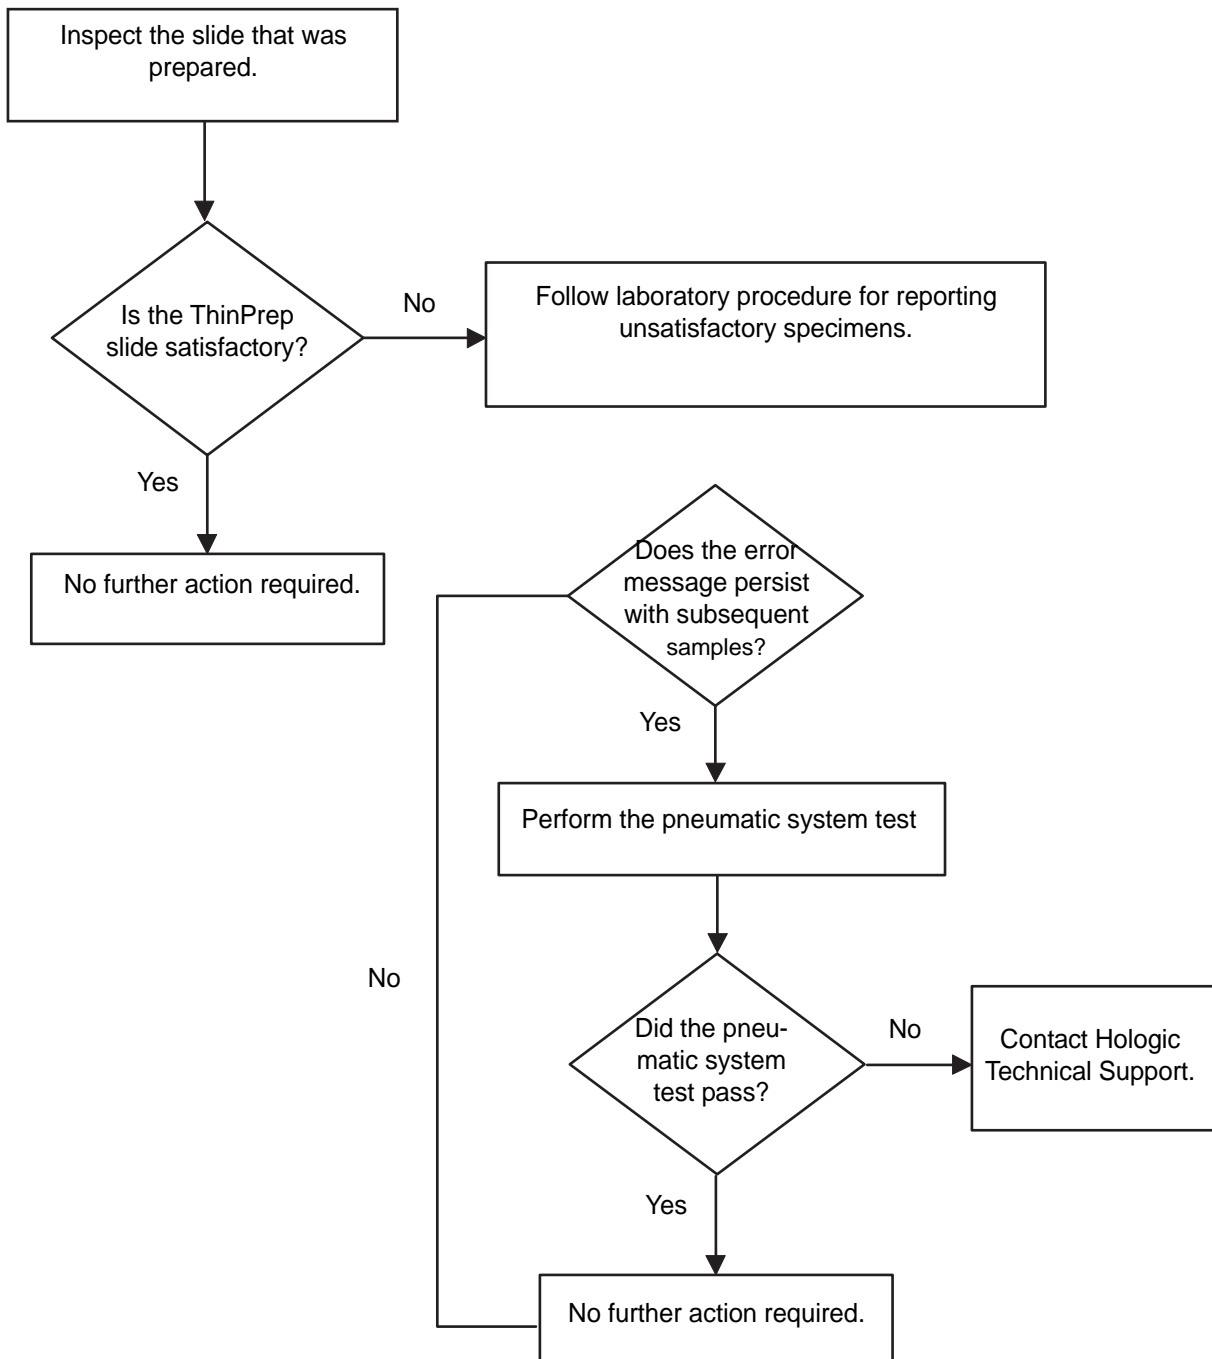 Inspect the slide that was
prepared.
Is the ThinPrep
slide satisfactory?
No
Follow laboratory procedure for reporting
unsatisfactory specimens.
Yes
No further action required.
Does the error
message persist
with subsequent
samples?
Yes
Perform the pneumatic system test
No
Did the pneu-
matic system
test pass?
No
Contact Hologic
Technical Support.
Yes
No further action required.